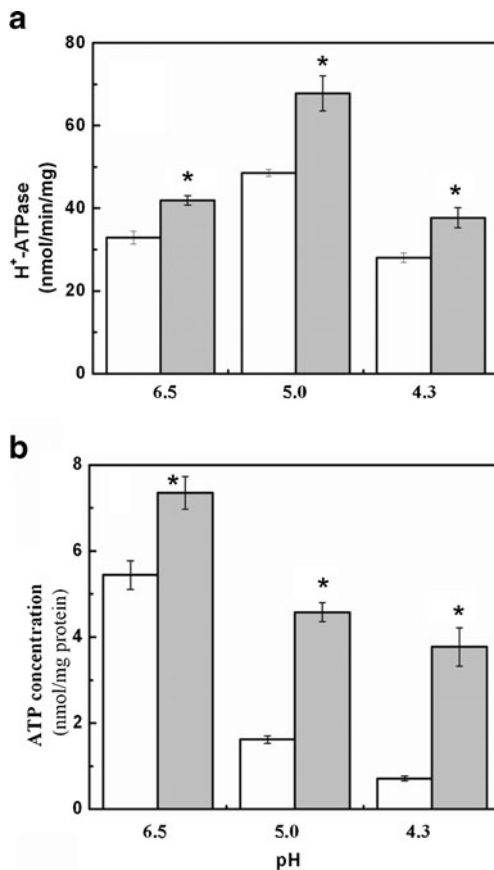 a
H⁺-ATPase
(nmol/min/mg)
80
60
40
20
0
*
*
*
6.5 5.0 4.3
b
ATP concentration
(nmol/mg protein)
8
6
4
2
0
*
*
*
6.5 5.0 4.3
pH